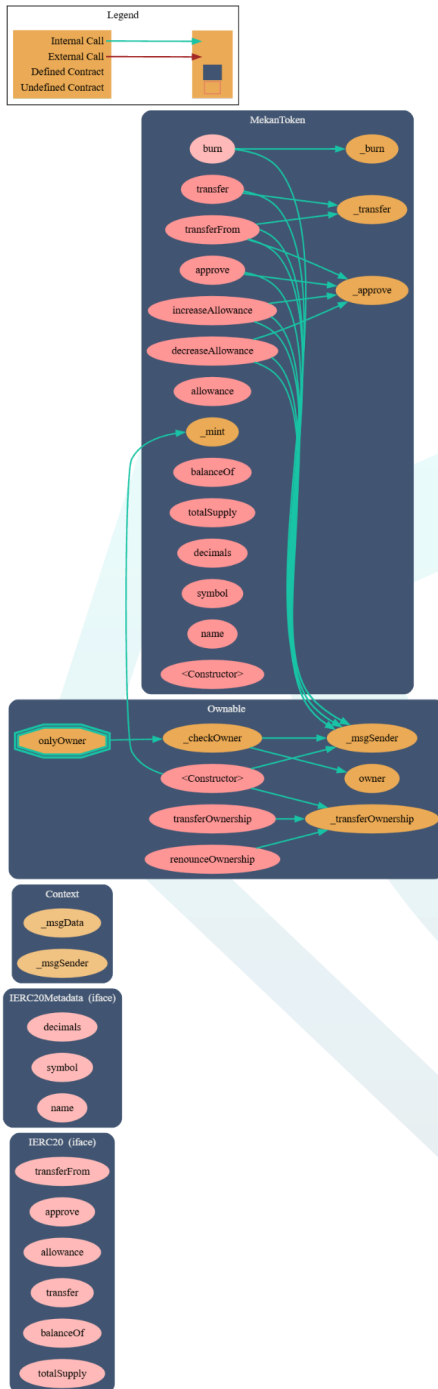 Legend
Internal Call
External Call
Defined Contract
Undefined Contract
MekanToken
burn
_burn
transfer
_transfer
transferFrom
approve
_approve
increaseAllowance
decreaseAllowance
allowance
_mint
balanceOf
totalSupply
decimals
symbol
name
<Constructor>
Ownable
onlyOwner
_checkOwner
_msgSender
<Constructor>
owner
transferOwnership
_transferOwnership
renounceOwnership
Context
_msgData
_msgSender
IERC20Metadata (iface)
decimals
symbol
name
IERC20 (iface)
transferFrom
approve
allowance
transfer
balanceOf
totalSupply